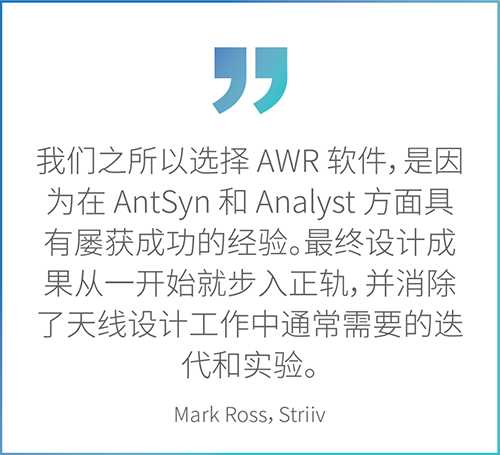 ”
我们之所以选择 AWR 软件，是因
为在 AntSyn 和 Analyst 方面具
有屡获成功的经验。最终设计成
果从一开始就步入正轨，并消除
了天线设计工作中通常需要的迭
代和实验。
Mark Ross，Striiv